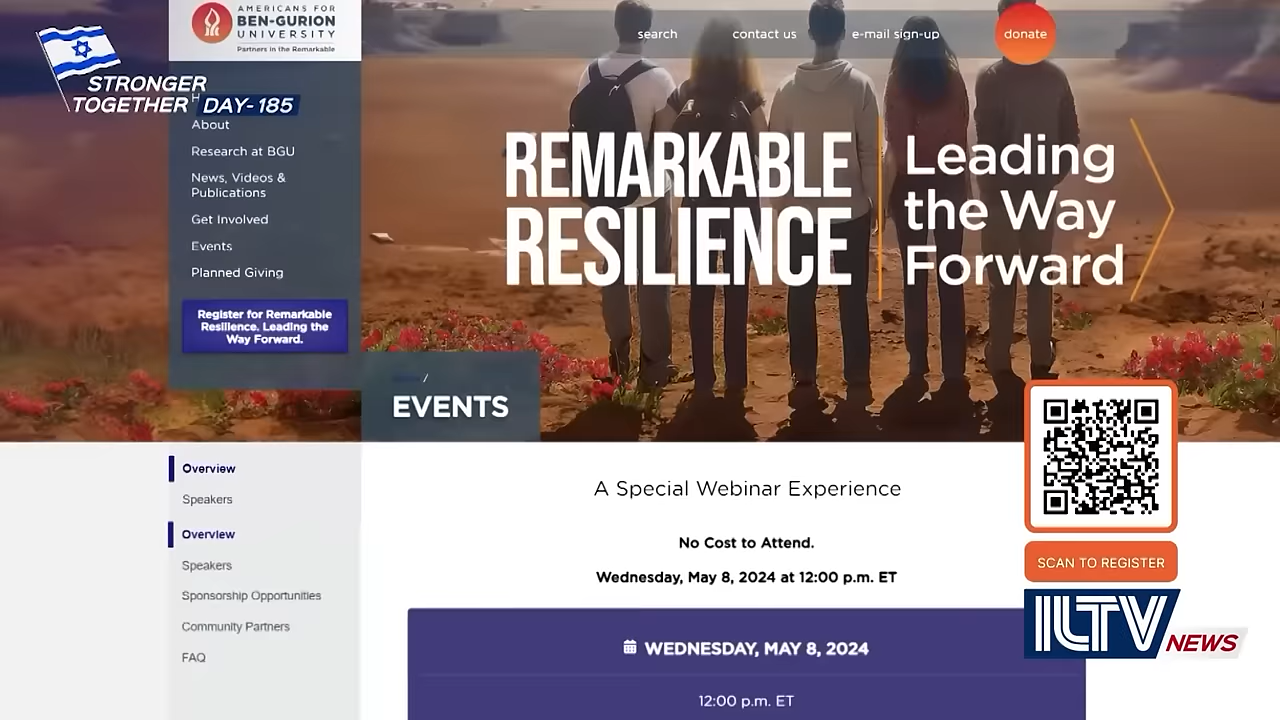 AMERICANS FOR
BEN-GURION
UNIVERSITY
Partners in the Remarkable
search
contact us
e-mail sign-up
donate
STRONGER
TOGETHER
DAY- 185
About
Research at BGU
News, Videos &
Publications
Get Involved
Events
Planned Giving
Register for Remarkable
Resilience. Leading the
Way Forward.
REMARKABLE
RESILIENCE
Leading
the Way
Forward
/
EVENTS
Overview
Speakers
Overview
Speakers
Sponsorship Opportunities
Community Partners
FAQ
A Special Webinar Experience
No Cost to Attend.
Wednesday, May 8, 2024 at 12:00 p.m. ET
WEDNESDAY, MAY 8, 2024
12:00 p.m. ET
SCAN TO REGISTER
ILTV
NEWS